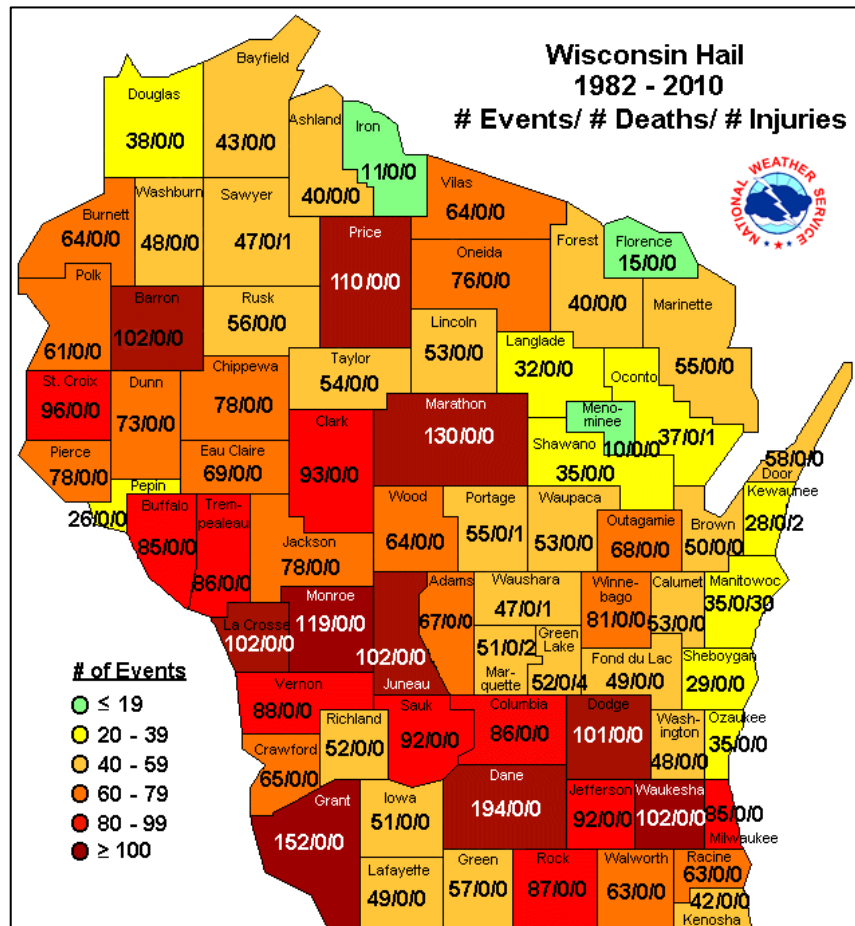 Wisconsin Hail
1982 - 2010
# Events/ # Deaths/ # Injuries
NATIONAL WEATHER SERVICE
Bayfield
43/0/0
Douglas
38/0/0
Ashland
40/0/0
Iron
11/0/0
Vilas
64/0/0
Burnett
64/0/0
Washburn
48/0/0
Sawyer
47/0/1
Price
110/0/0
Oneida
76/0/0
Forest
40/0/0
Florence
15/0/0
Marinette
55/0/0
Polk
61/0/0
Barron
102/0/0
Rusk
56/0/0
Lincoln
53/0/0
Langlade
32/0/0
Taylor
54/0/0
Oconto
37/0/1
St. Croix
96/0/0
Dunn
73/0/0
Chippewa
78/0/0
Clark
93/0/0
Marathon
130/0/0
Meno-
minee
10/0/0
Shawano
35/0/0
Pierce
78/0/0
Eau Claire
69/0/0
58/0/0
Door
Pepin
26/0/0
Buffalo
85/0/0
Trem-
pealeau
86/0/0
Jackson
78/0/0
Wood
64/0/0
Portage
55/0/1
Waupaca
53/0/0
Outagamie
68/0/0
Brown
50/0/0
Kewaunee
28/0/2
Monroe
119/0/0
La Crosse
102/0/0
102/0/0
Juneau
Adams
67/0/0
Waushara
47/0/1
Winne-
bago
81/0/0
Calumet
53/0/0
Manitowoc
35/0/30
51/0/2
Mar-
quette
Green
Lake
52/0/4
Fond du Lac
49/0/0
Sheboygan
29/0/0
Vernon
88/0/0
Richland
52/0/0
Sauk
92/0/0
Columbia
86/0/0
Dodge
101/0/0
Wash-
ington
48/0/0
Ozaukee
35/0/0
Crawford
65/0/0
Grant
152/0/0
Iowa
51/0/0
Dane
194/0/0
Jefferson
92/0/0
Waukesha
102/0/0
85/0/0
Milwaukee
Lafayette
49/0/0
Green
57/0/0
Rock
87/0/0
Walworth
63/0/0
Racine
63/0/0
42/0/0
Kenosha
# of Events
≤ 19
20 - 39
40 - 59
60 - 79
80 - 99
≥ 100